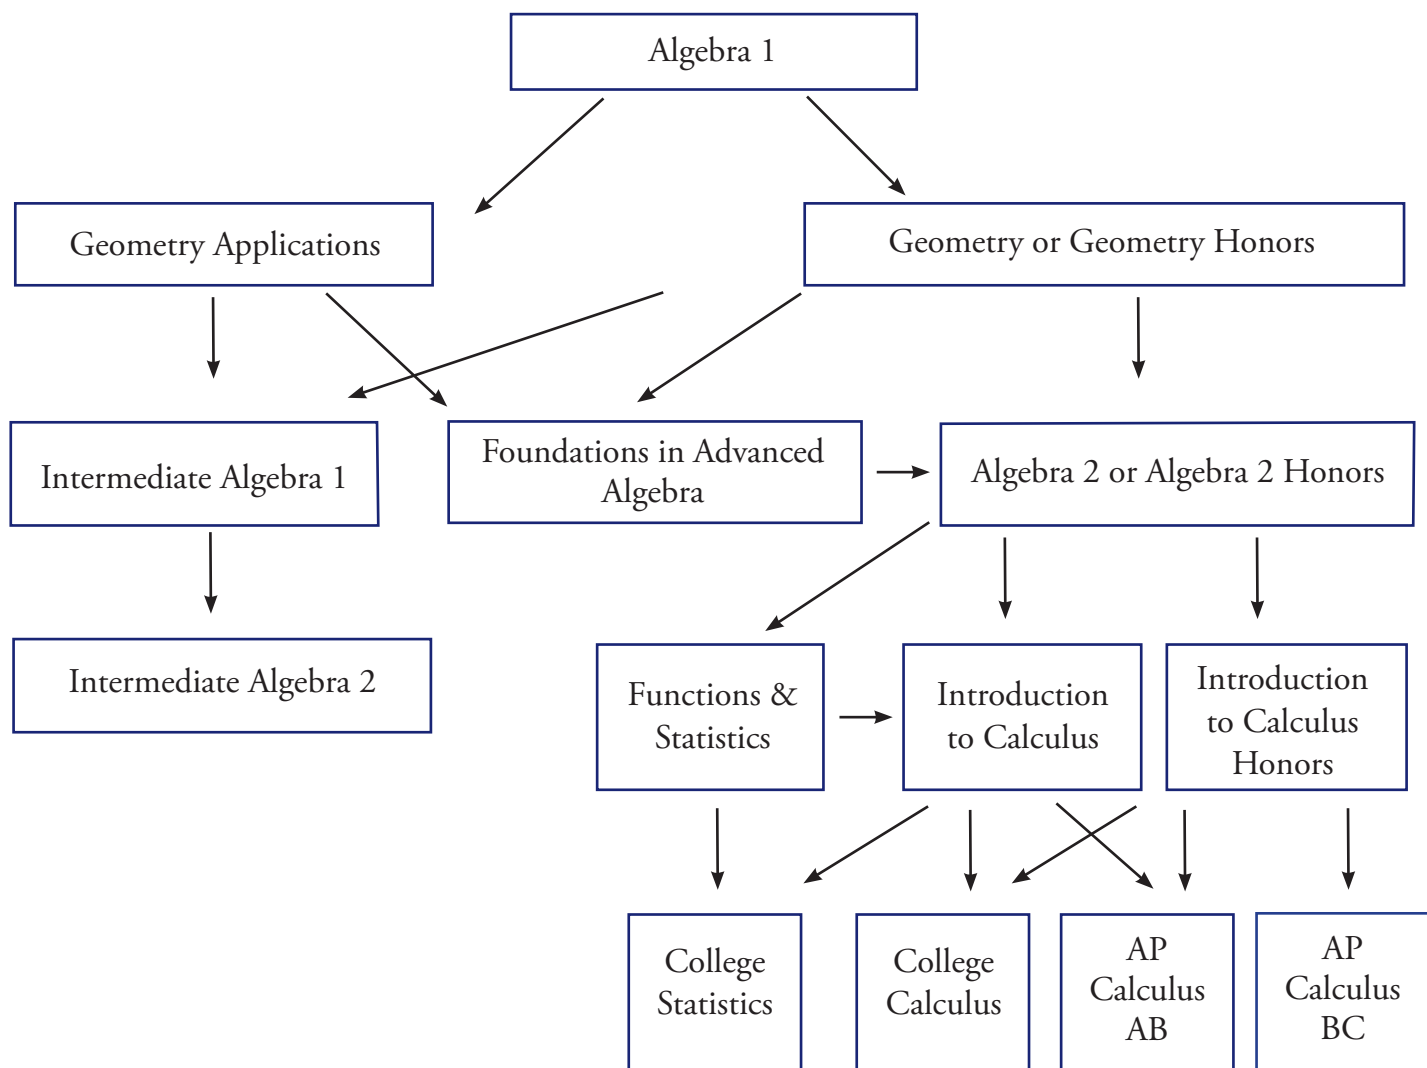 Algebra 1
Geometry Applications
Geometry or Geometry Honors
Intermediate Algebra 1
Foundations in Advanced
Algebra
Algebra 2 or Algebra 2 Honors
Intermediate Algebra 2
Functions &
Statistics
Introduction
to Calculus
Introduction
to Calculus
Honors
College
Statistics
College
Calculus
AP
Calculus
AB
AP
Calculus
BC